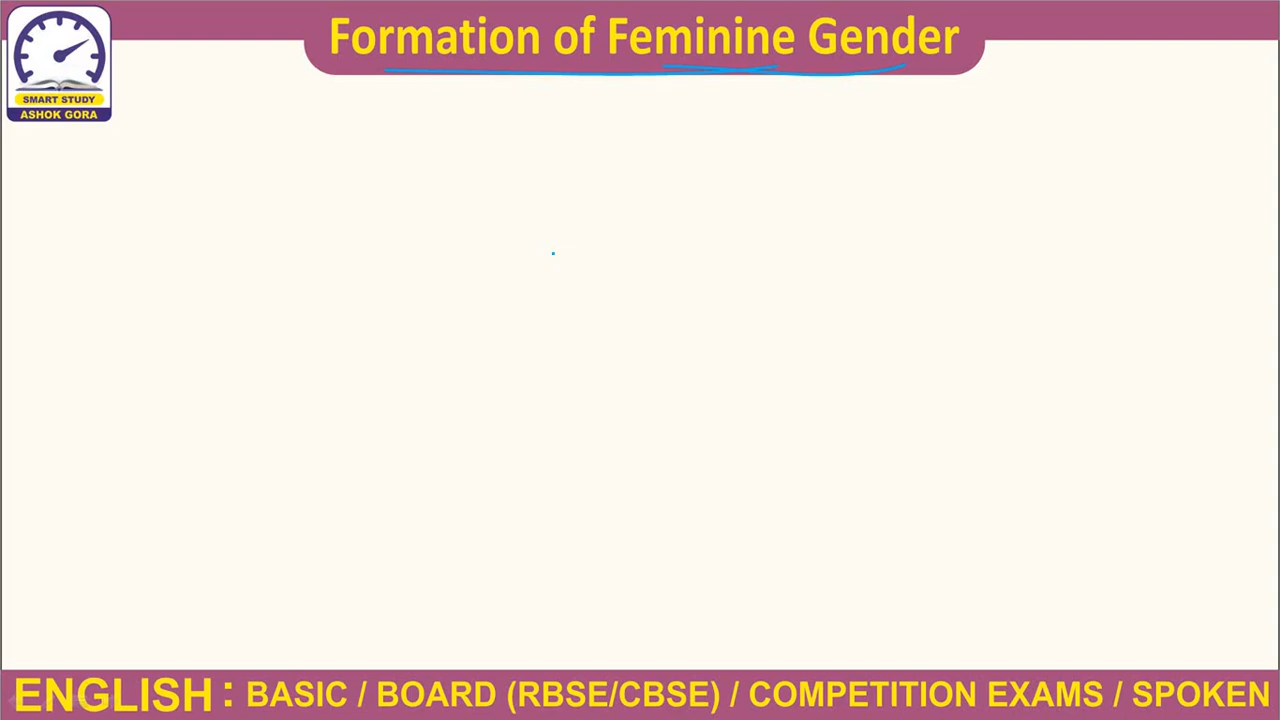 Formation of Feminine Gender
SMART STUDY
ASHOK GORA
ENGLISH : BASIC / BOARD (RBSE/CBSE) / COMPETITION EXAMS / SPOKEN